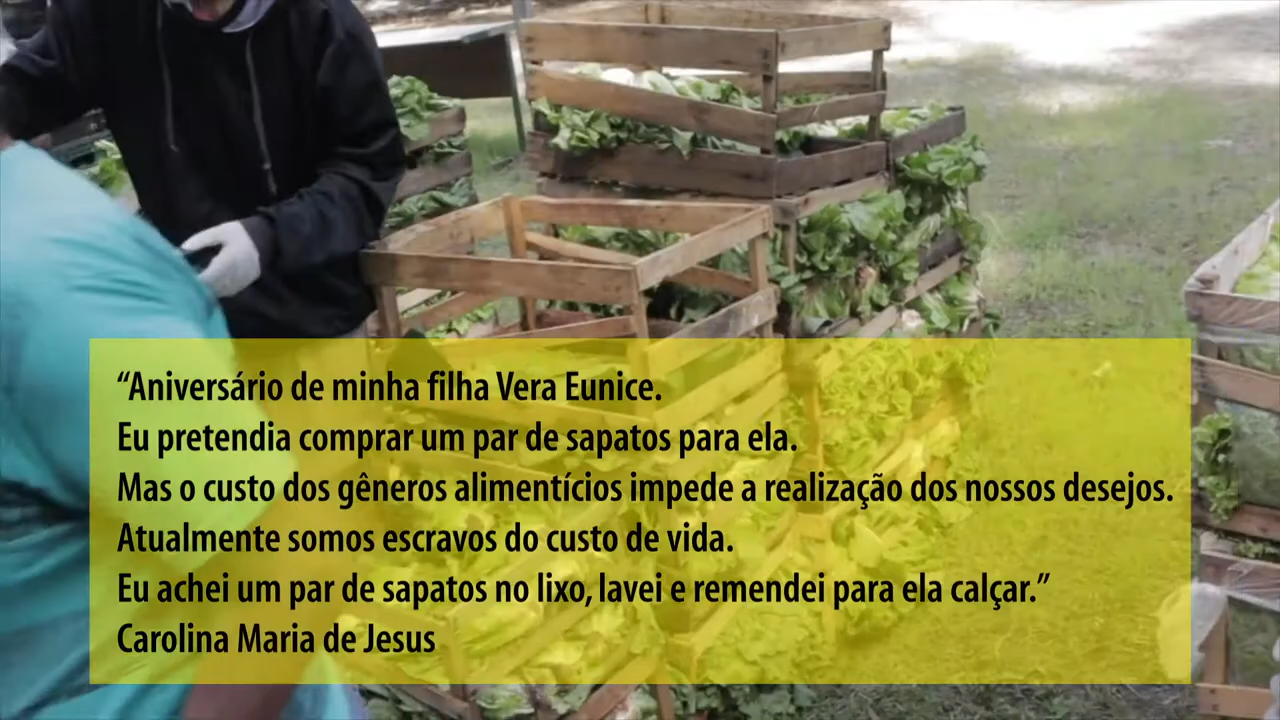 “Aniversário de minha filha Vera Eunice.
Eu pretendia comprar um par de sapatos para ela.
Mas o custo dos gêneros alimentícios impede a realização dos nossos desejos.
Atualmente somos escravos do custo de vida.
Eu achei um par de sapatos no lixo, lavei e remendei para ela calçar.”
Carolina Maria de Jesus